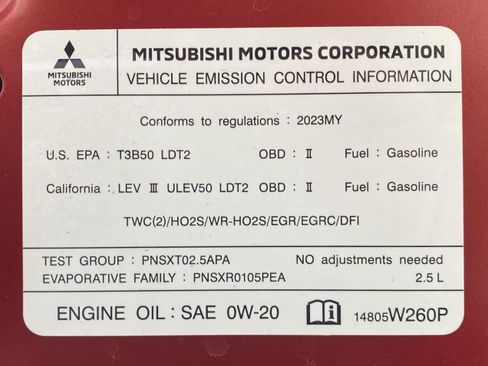 MITSUBISHI MOTORS CORPORATION
MITSUBISHI
MOTORS
VEHICLE EMISSION CONTROL INFORMATION
Conforms to regulations : 2023MY
U.S. EPA : T3B50 LDT2 OBD : Ⅱ Fuel : Gasoline
California : LEV Ⅲ ULEV50 LDT2 OBD : Ⅱ Fuel : Gasoline
TWC(2)/HO2S/WR-HO2S/EGR/EGRC/DFI
TEST GROUP : PNSXT02.5APA NO adjustments needed
EVAPORATIVE FAMILY : PNSXR0105PEA 2.5 L
ENGINE OIL : SAE 0W-20 14805W260P